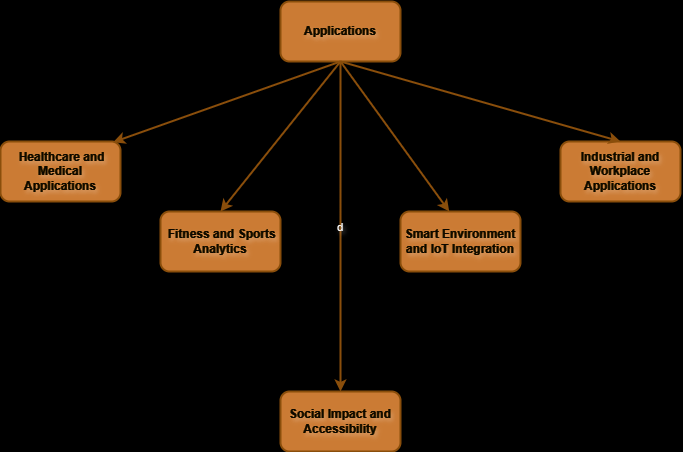 Applications
Healthcare and
Medical
Applications
Industrial and
Workplace
Applications
Fitness and Sports
Analytics
d
Smart Environment
and IoT Integration
Social Impact and
Accessibility